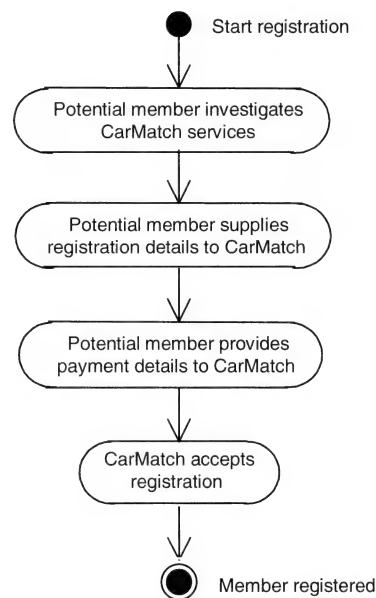 Start registration
Potential member investigates
CarMatch services
Potential member supplies
registration details to CarMatch
Potential member provides
payment details to CarMatch
CarMatch accepts
registration
Member registered